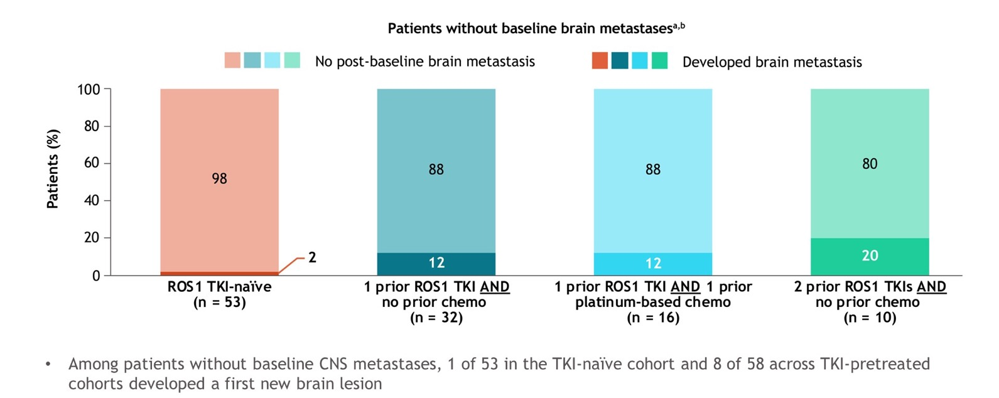 Patients without baseline brain metastasesa,b
No post-baseline brain metastasis
Developed brain metastasis
Patients (%)
100
80
60
40
20
0
98
2
88
12
88
12
80
20
ROS1 TKI-naïve
(n = 53)
1 prior ROS1 TKI AND
no prior chemo
(n = 32)
1 prior ROS1 TKI AND 1 prior
platinum-based chemo
(n = 16)
2 prior ROS1 TKIs AND
no prior chemo
(n = 10)
• Among patients without baseline CNS metastases, 1 of 53 in the TKI-naïve cohort and 8 of 58 across TKI-pretreated
cohorts developed a first new brain lesion